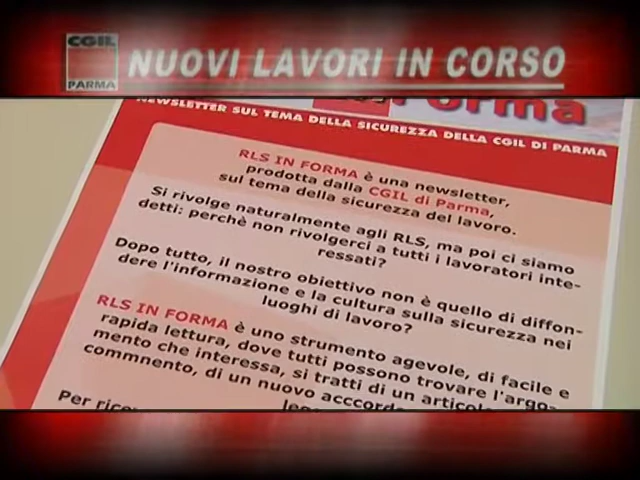 CGIL
PARMA
NUOVI LAVORI IN CORSO
Forma
NEWSLETTER SUL TEMA DELLA SICUREZZA DELLA CGIL DI PARMA
RLS IN FORMA è una newsletter,
prodotta dalla CGIL di Parma,
sul tema della sicurezza del lavoro.
Si rivolge naturalmente agli RLS, ma poi ci siamo
detti: perchè non rivolgerci a tutti i lavoratori inte-
ressati?
Dopo tutto, il nostro obiettivo non è quello di diffon-
dere l'informazione e la cultura sulla sicurezza nei
luoghi di lavoro?
RLS IN FORMA è uno strumento agevole, di facile e
rapida lettura, dove tutti possono trovare l'argo-
mento che interessa, si tratti di un articolo
commnento, di un nuovo acccordo
Per